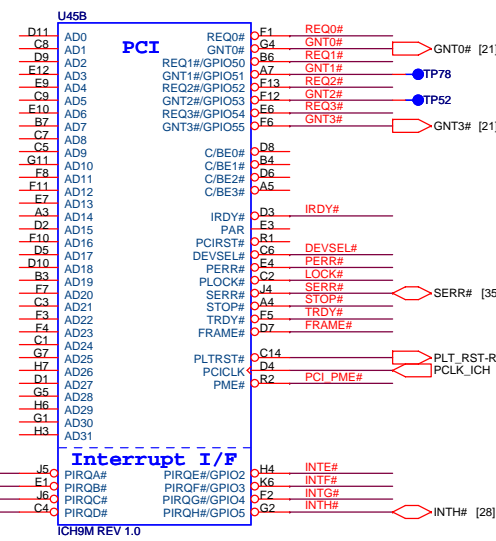 U45B
PCI
D11 AD0 REQ0# F1 REQ0#
C8 AD1 GNT0# G4 GNT0# GNT0# [21]
D9 AD2 REQ1#/GPIO50 B6 REQ1#
E12 AD3 GNT1#/GPIO51 A7 GNT1# TP78
E9 AD4 REQ2#/GPIO52 F13 REQ2#
C9 AD5 GNT2#/GPIO53 F12 GNT2# TP52
E10 AD6 REQ3#/GPIO54 E6 REQ3#
B7 AD7 GNT3#/GPIO55 F6 GNT3# GNT3# [21]
C7 AD8
C5 AD9 C/BE0# D8
G11 AD10 C/BE1# B4
F8 AD11 C/BE2# D6
F11 AD12 C/BE3# A5
E7 AD13
A3 AD14 IRDY# D3 IRDY#
D2 AD15 PAR E3
F10 AD16 PCIRST# R1
D5 AD17 DEVSEL# C6 DEVSEL#
D10 AD18 PERR# E4 PERR#
B3 AD19 PLOCK# C2 LOCK#
F7 AD20 SERR# J4 SERR# SERR# [35
C3 AD21 STOP# A4 STOP#
F3 AD22 TRDY# F5 TRDY#
F4 AD23 FRAME# D7 FRAME#
C1 AD24
G7 AD25 PLTRST# C14 PLT_RST-R
H7 AD26 PCICLK D4 PCLK_ICH
D1 AD27 PME# R2 PCI_PME#
G5 AD28
H6 AD29
G1 AD30
H3 AD31
Interrupt I/F
J5 PIRQA# PIRQE#/GPIO2 H4 INTE#
E1 PIRQB# PIRQF#/GPIO3 K6 INTF#
J6 PIRQC# PIRQG#/GPIO4 F2 INTG#
C4 PIRQD# PIRQH#/GPIO5 G2 INTH# INTH# [28]
ICH9M REV 1.0